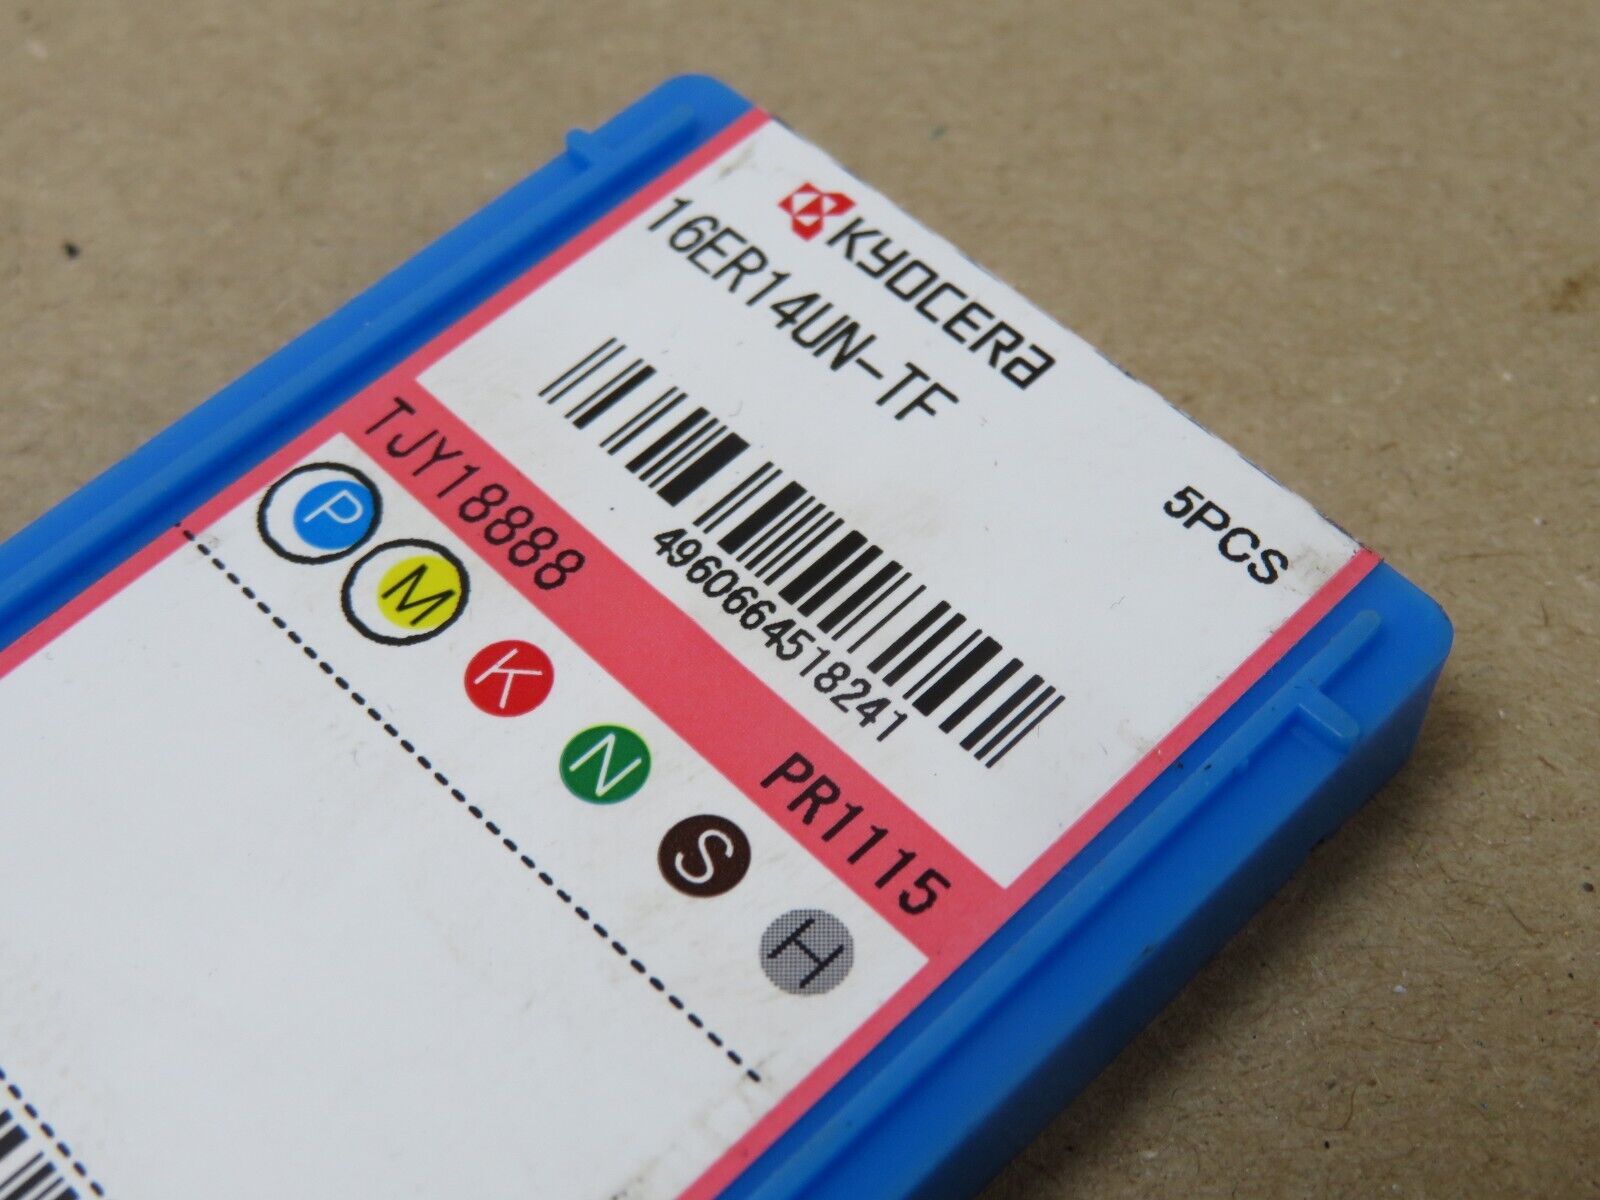 KYOCERA
16ER14UN-TF
5PCS
4960664518241
TJY18888 PR1115
P M K N S H